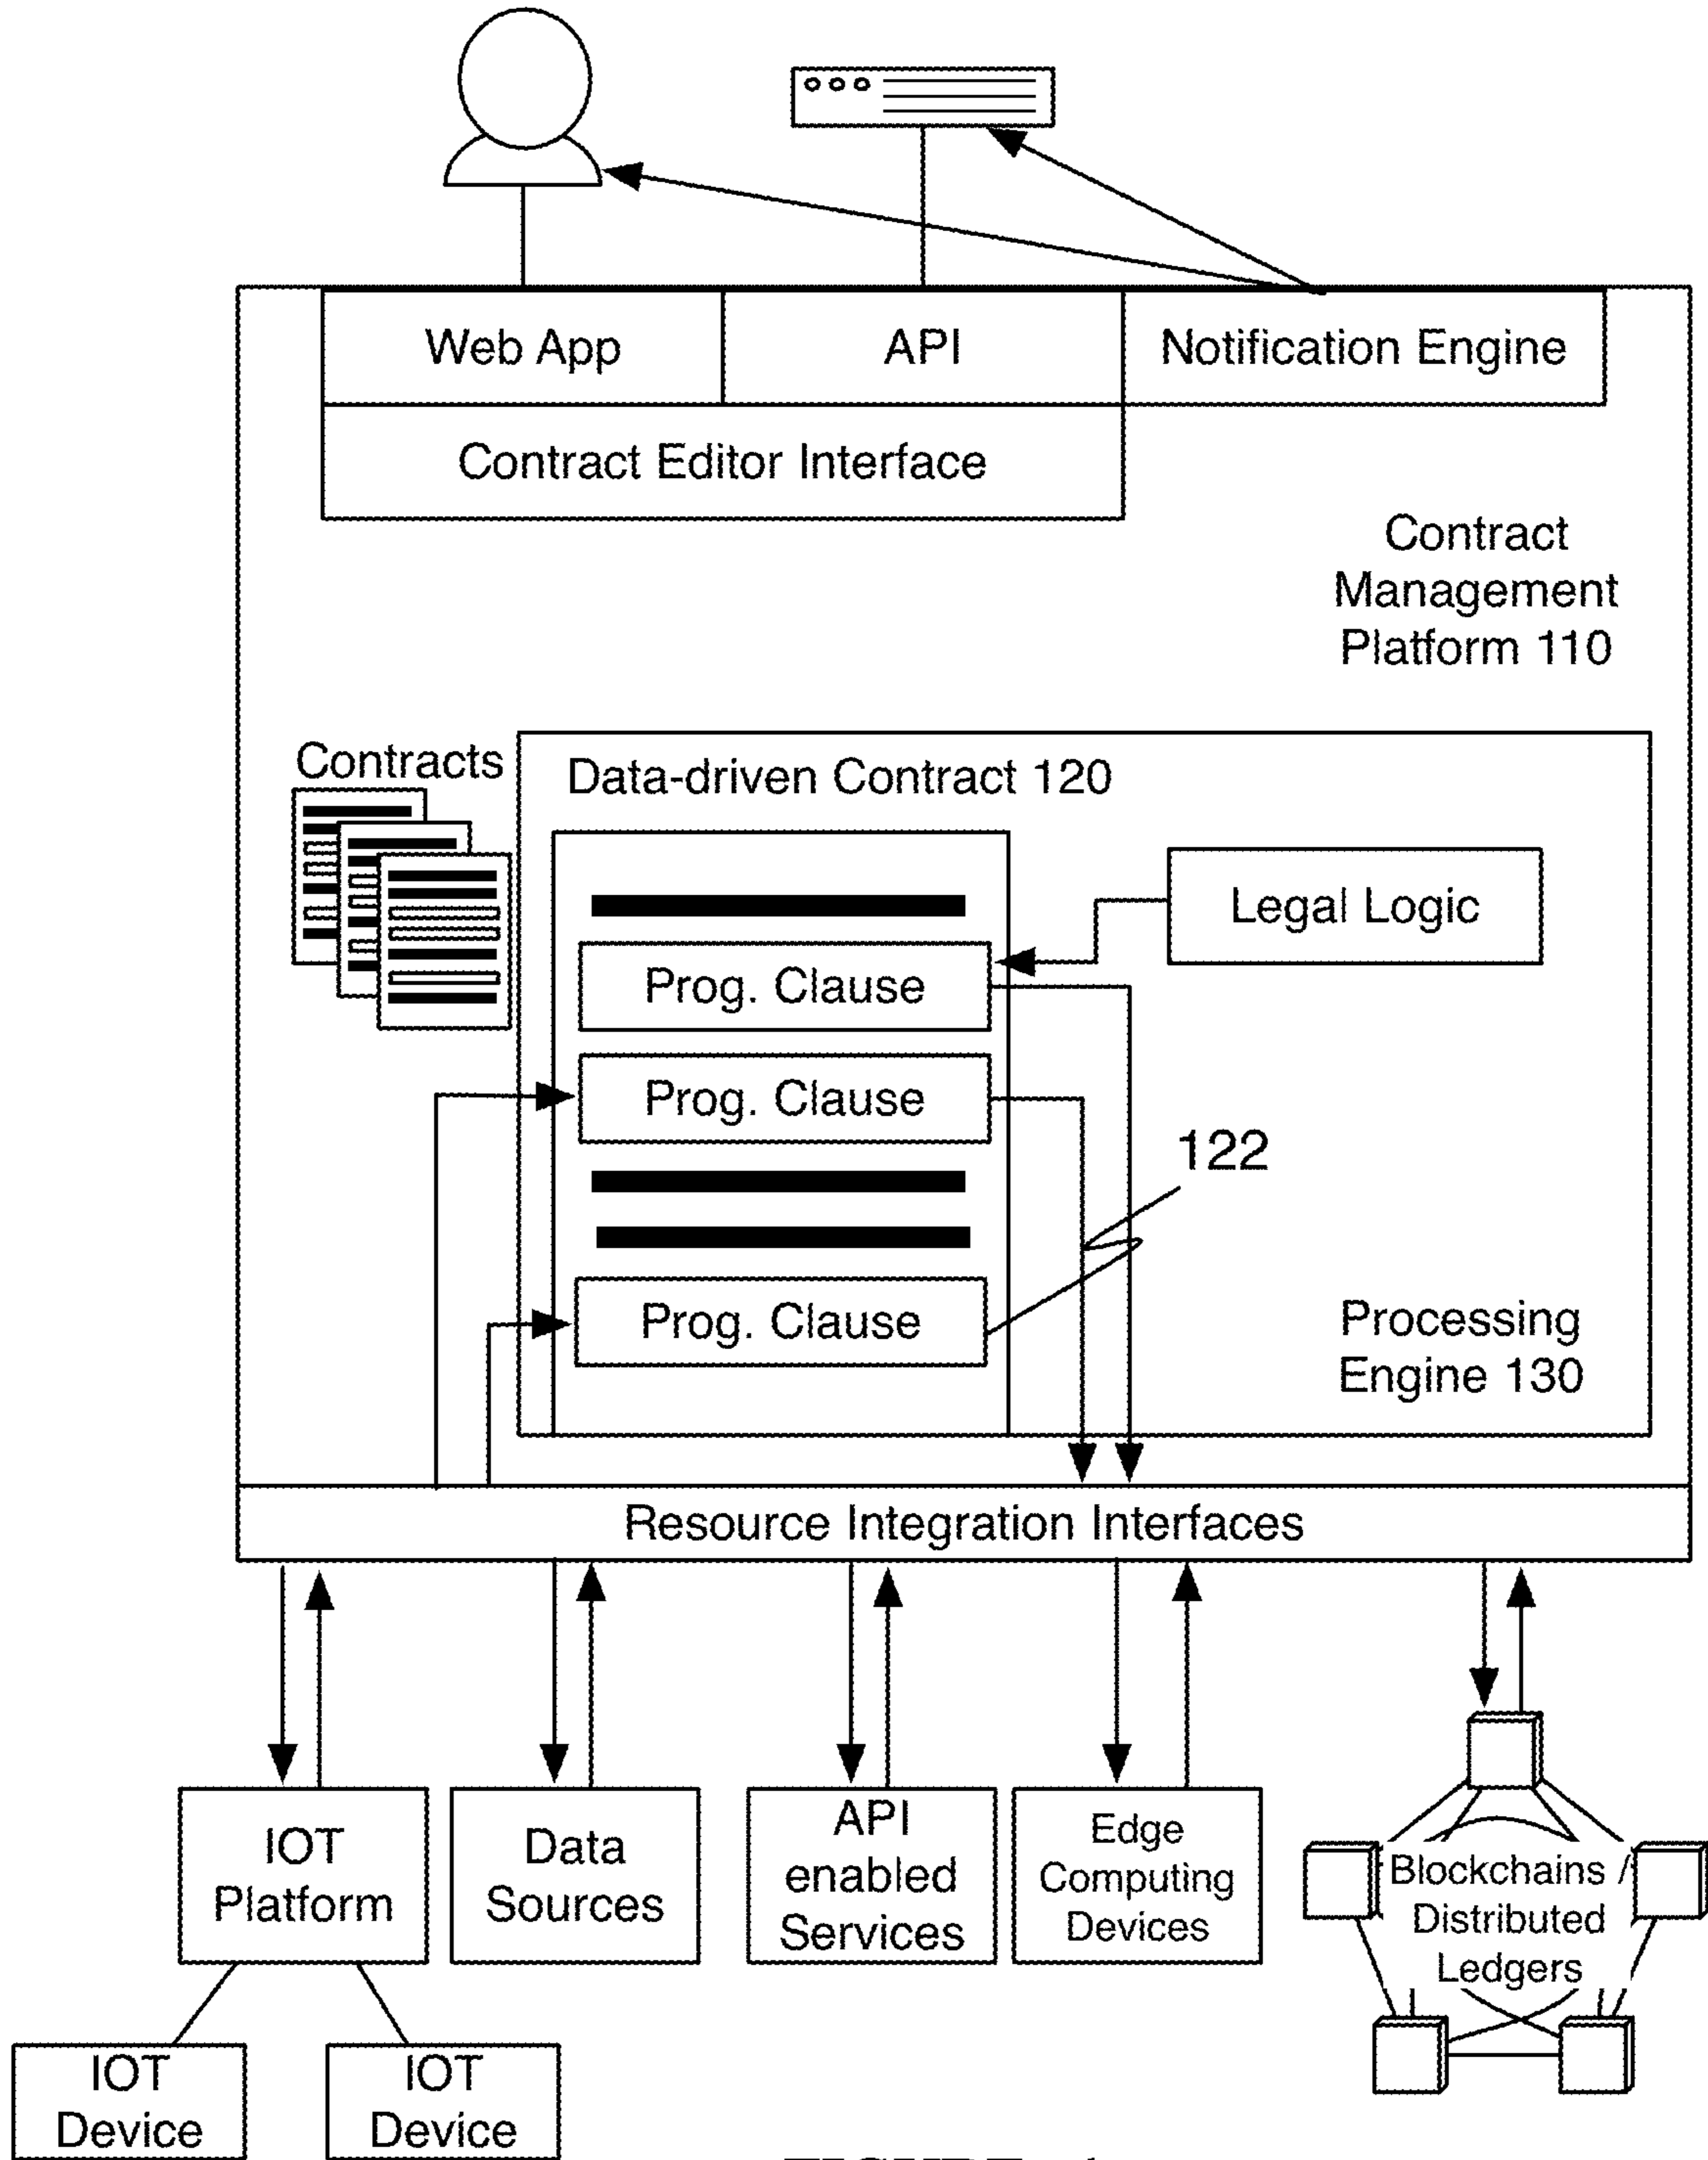 Web App
API
Notification Engine
Contract Editor Interface
Contract
Management
Platform 110
Contracts
Data-driven Contract 120
Legal Logic
Prog. Clause
Prog. Clause
122
Prog. Clause
Processing
Engine 130
Resource Integration Interfaces
IOT
Platform
Data
Sources
API
enabled
Services
Edge
Computing
Devices
Blockchains /
Distributed
Ledgers
IOT
Device
IOT
Device